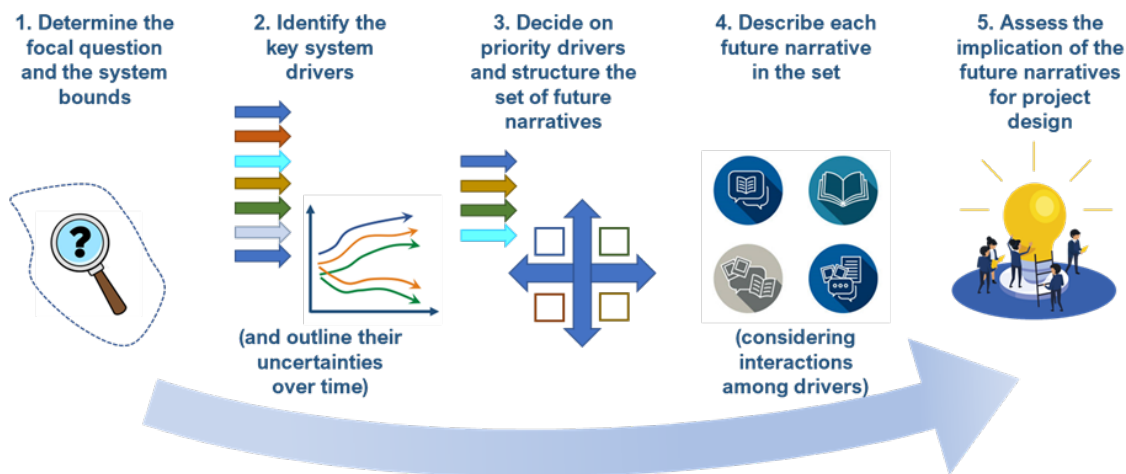 1. Determine the
focal question
and the system
bounds
2. Identify the
key system
drivers
(and outline their
uncertainties
over time)
3. Decide on
priority drivers
and structure the
set of future
narratives
4. Describe each
future narrative
in the set
(considering
interactions
among drivers)
5. Assess the
implication of the
future narratives
for project
design
?